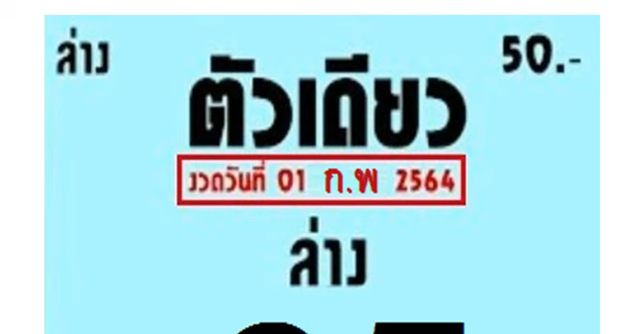 ล่าง 50.-
ตัวเดียว
งวดวันที่ 01 ก.พ 2564
ล่าง